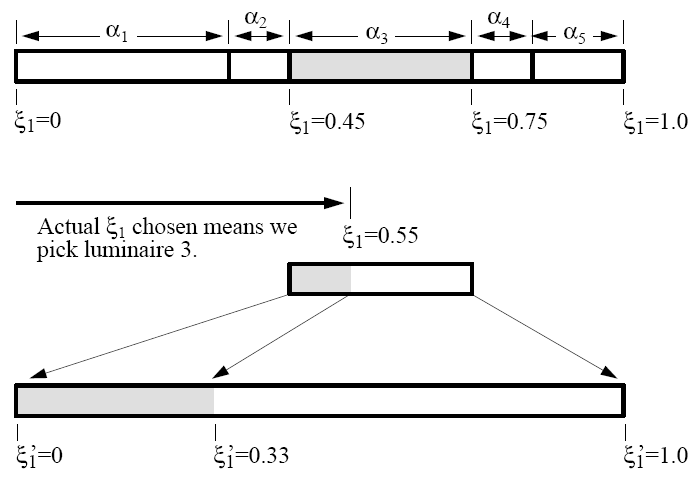 α1 α2 α3 α4 α5
ξ1=0 ξ1=0.45 ξ1=0.75 ξ1=1.0
Actual ξ1 chosen means we
pick luminaire 3.
ξ1=0.55
ξ1'=0 ξ1'=0.33 ξ1'=1.0